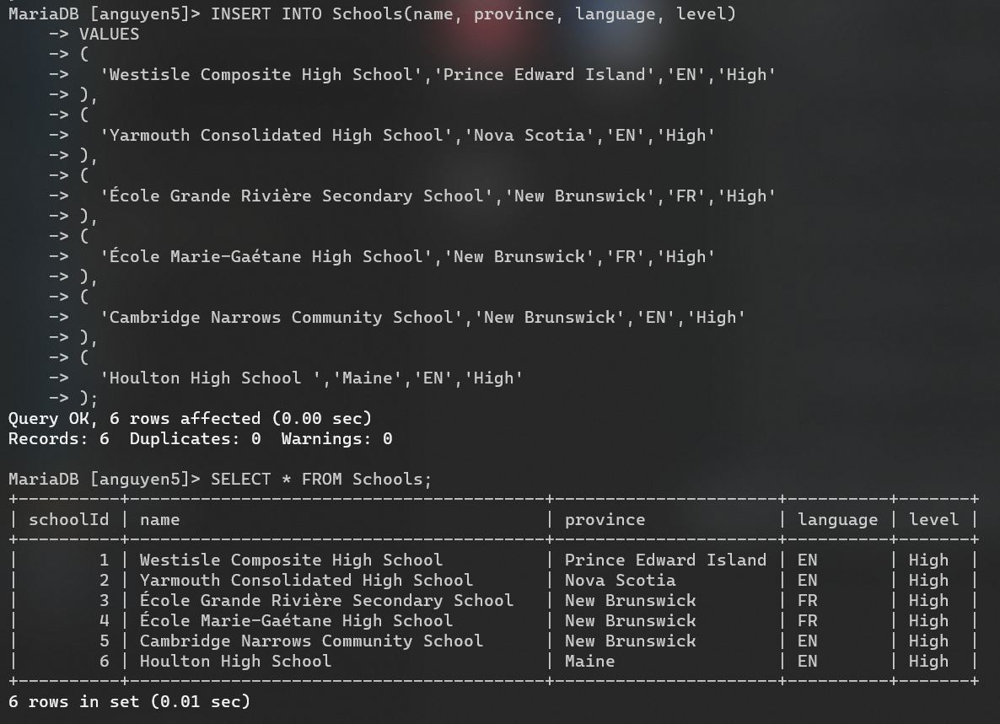 MariaDB [anguyen5]> INSERT INTO Schools(name, province, language, level)
    -> VALUES
    -> (
    ->   'Westisle Composite High School','Prince Edward Island','EN','High'
    -> ),
    -> (
    ->   'Yarmouth Consolidated High School','Nova Scotia','EN','High'
    -> ),
    -> (
    ->   'École Grande Rivière Secondary School','New Brunswick','FR','High'
    -> ),
    -> (
    ->   'École Marie-Gaétane High School','New Brunswick','FR','High'
    -> ),
    -> (
    ->   'Cambridge Narrows Community School','New Brunswick','EN','High'
    -> ),
    -> (
    ->   'Houlton High School ','Maine','EN','High'
    -> );
Query OK, 6 rows affected (0.00 sec)
Records: 6  Duplicates: 0  Warnings: 0

MariaDB [anguyen5]> SELECT * FROM Schools;
+----------+-----------------------------------------+----------------------+----------+-------+
| schoolId | name                                    | province             | language | level |
+----------+-----------------------------------------+----------------------+----------+-------+
|        1 | Westisle Composite High School          | Prince Edward Island | EN       | High  |
|        2 | Yarmouth Consolidated High School       | Nova Scotia          | EN       | High  |
|        3 | École Grande Rivière Secondary School   | New Brunswick        | FR       | High  |
|        4 | École Marie-Gaétane High School         | New Brunswick        | FR       | High  |
|        5 | Cambridge Narrows Community School      | New Brunswick        | EN       | High  |
|        6 | Houlton High School                     | Maine                | EN       | High  |
+----------+-----------------------------------------+----------------------+----------+-------+
6 rows in set (0.01 sec)